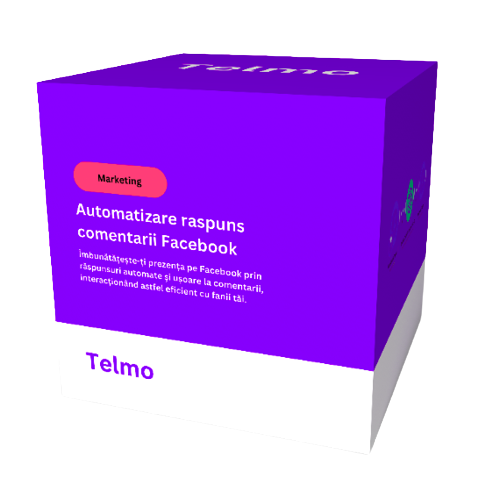 Telmo
Marketing
Automatizare raspuns
comentarii Facebook
Îmbunătățește-ți prezența pe Facebook prin
răspunsuri automate și ușoare la comentarii,
interacționând astfel eficient cu fanii tăi.
Telmo